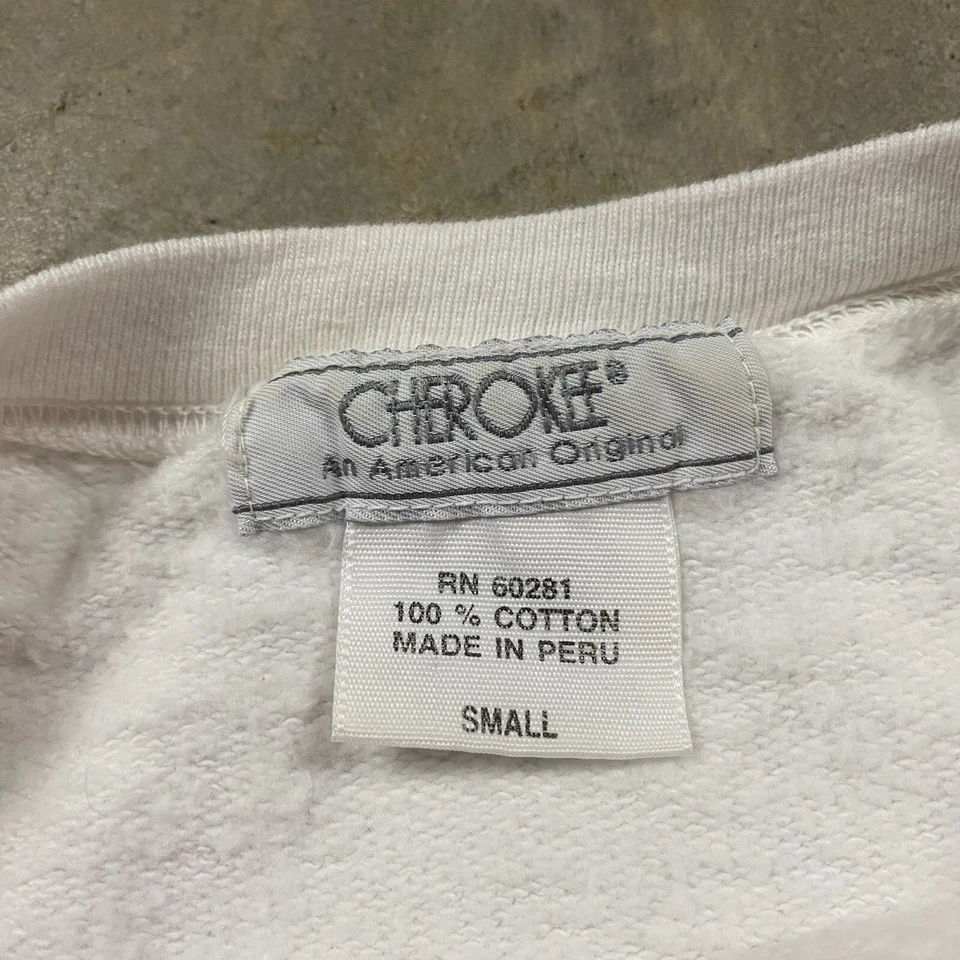 CHEROKEE®
An American Original
RN 60281
100 % COTTON
MADE IN PERU
SMALL